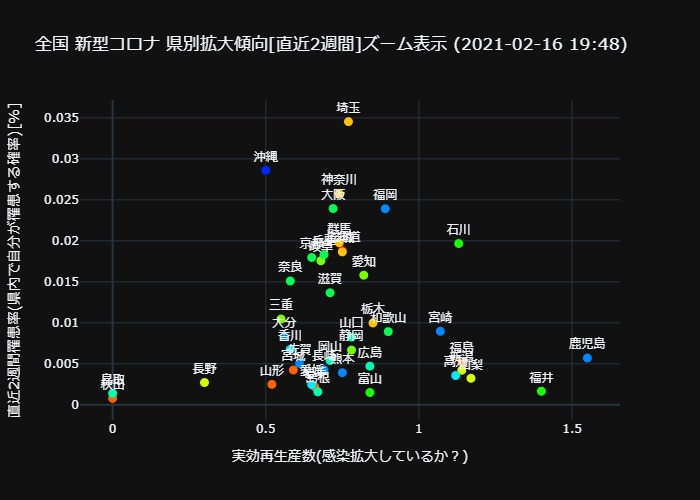 全国 新型コロナ 県別拡大傾向[直近2週間]ズーム表示 (2021-02-16 19:48)
直近2週間罹患率(県内で自分が罹患する確率)[%]
0.035
0.03
0.025
0.02
0.015
0.01
0.005
0
埼玉
沖縄
神奈川
大阪
福岡
群馬
石川
愛知
奈良
滋賀
三重
栃木
和歌山
大分
山口
宮崎
香川
静岡
岡山
広島
福島
鹿児島
佐賀
宮城
長崎
熊本
長野
山形
富山
福井
秋田
0
0.5
1
1.5
実効再生産数(感染拡大しているか？)